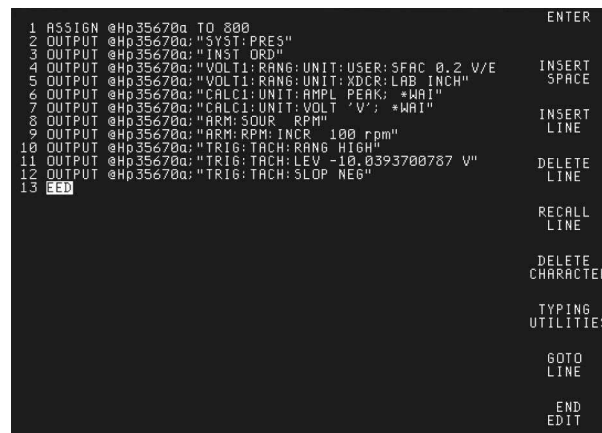 1 ASSIGN @Hp35670a TO 800
2 OUTPUT @Hp35670a;"SYST:PRES"
3 OUTPUT @Hp35670a;"INST ORD"
4 OUTPUT @Hp35670a;"VOLT1:RANG:UNIT:USER:SFAC 0.2 V/E
5 OUTPUT @Hp35670a;"VOLT1:RANG:UNIT:XDCR:LAB INCH"
6 OUTPUT @Hp35670a;"CALC1:UNIT:AMPL PEAK; *WAI"
7 OUTPUT @Hp35670a;"CALC1:UNIT:VOLT 'V'; *WAI"
8 OUTPUT @Hp35670a;"ARM:SOUR  RPM"
9 OUTPUT @Hp35670a;"ARM:RPM:INCR  100 rpm"
10 OUTPUT @Hp35670a;"TRIG:TACH:RANG HIGH"
11 OUTPUT @Hp35670a;"TRIG:TACH:LEV -10.0393700787 V"
12 OUTPUT @Hp35670a;"TRIG:TACH:SLOP NEG"
13 EED
ENTER
INSERT
SPACE
INSERT
LINE
DELETE
LINE
RECALL
LINE
DELETE
CHARACTE
TYPING
UTILITIES
GOTO
LINE
END
EDIT